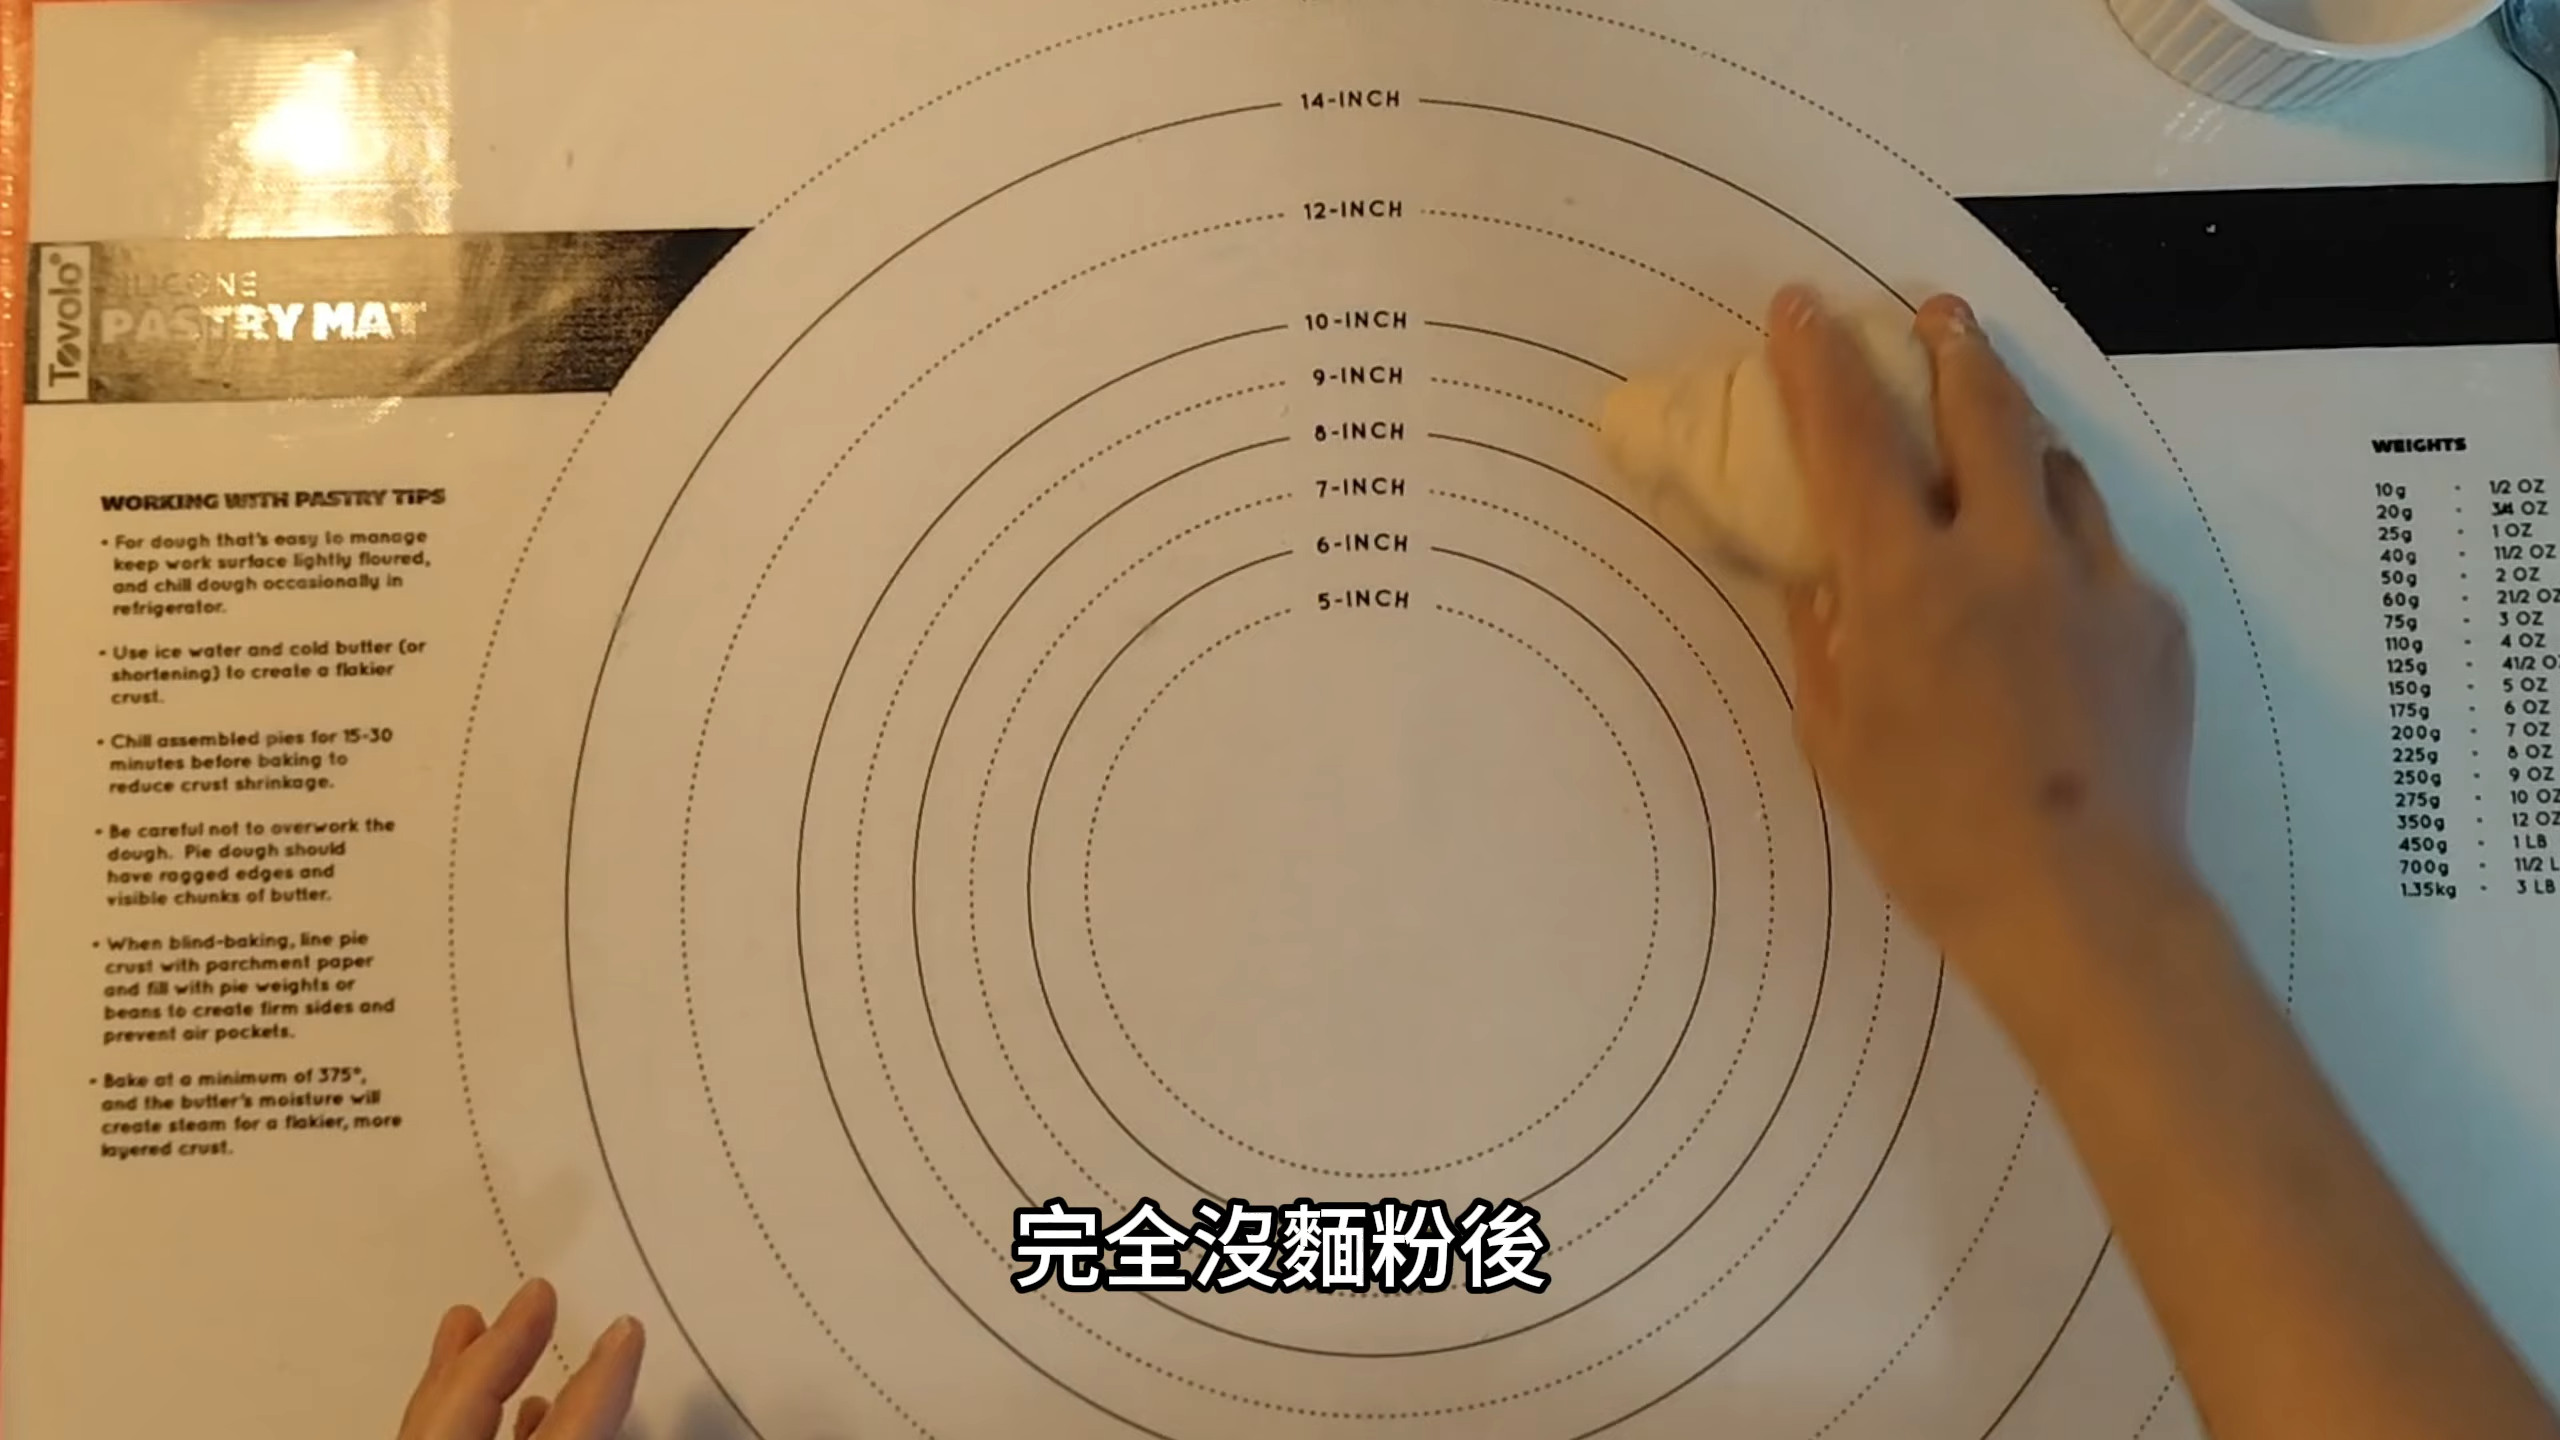 Tovolo®
SILICONE
PASTRY MAT
14-INCH
12-INCH
10-INCH
9-INCH
8-INCH
7-INCH
6-INCH
5-INCH
WORKING WITH PASTRY TIPS
• For dough that's easy to manage
keep work surface lightly floured,
and chill dough occasionally in
refrigerator.
• Use ice water and cold butter (or
shortening) to create a flakier
crust.
• Chill assembled pies for 15-30
minutes before baking to
reduce crust shrinkage.
• Be careful not to overwork the
dough. Pie dough should
have ragged edges and
visible chunks of butter.
• When blind-baking, line pie
crust with parchment paper
and fill with pie weights or
beans to create firm sides and
prevent air pockets.
• Bake at a minimum of 375°,
and the butter's moisture will
create steam for a flakier, more
layered crust.
WEIGHTS
10g - 1/2 OZ
20g - 3/4 OZ
25g - 1 OZ
40g - 11/2 OZ
50g - 2 OZ
60g - 21/2 OZ
75g - 3 OZ
110g - 4 OZ
125g - 41/2 OZ
150g - 5 OZ
175g - 6 OZ
200g - 7 OZ
225g - 8 OZ
250g - 9 OZ
275g - 10 OZ
350g - 12 OZ
450g - 1 LB
700g - 11/2 L
1.35kg - 3 LB
完全沒麵粉後